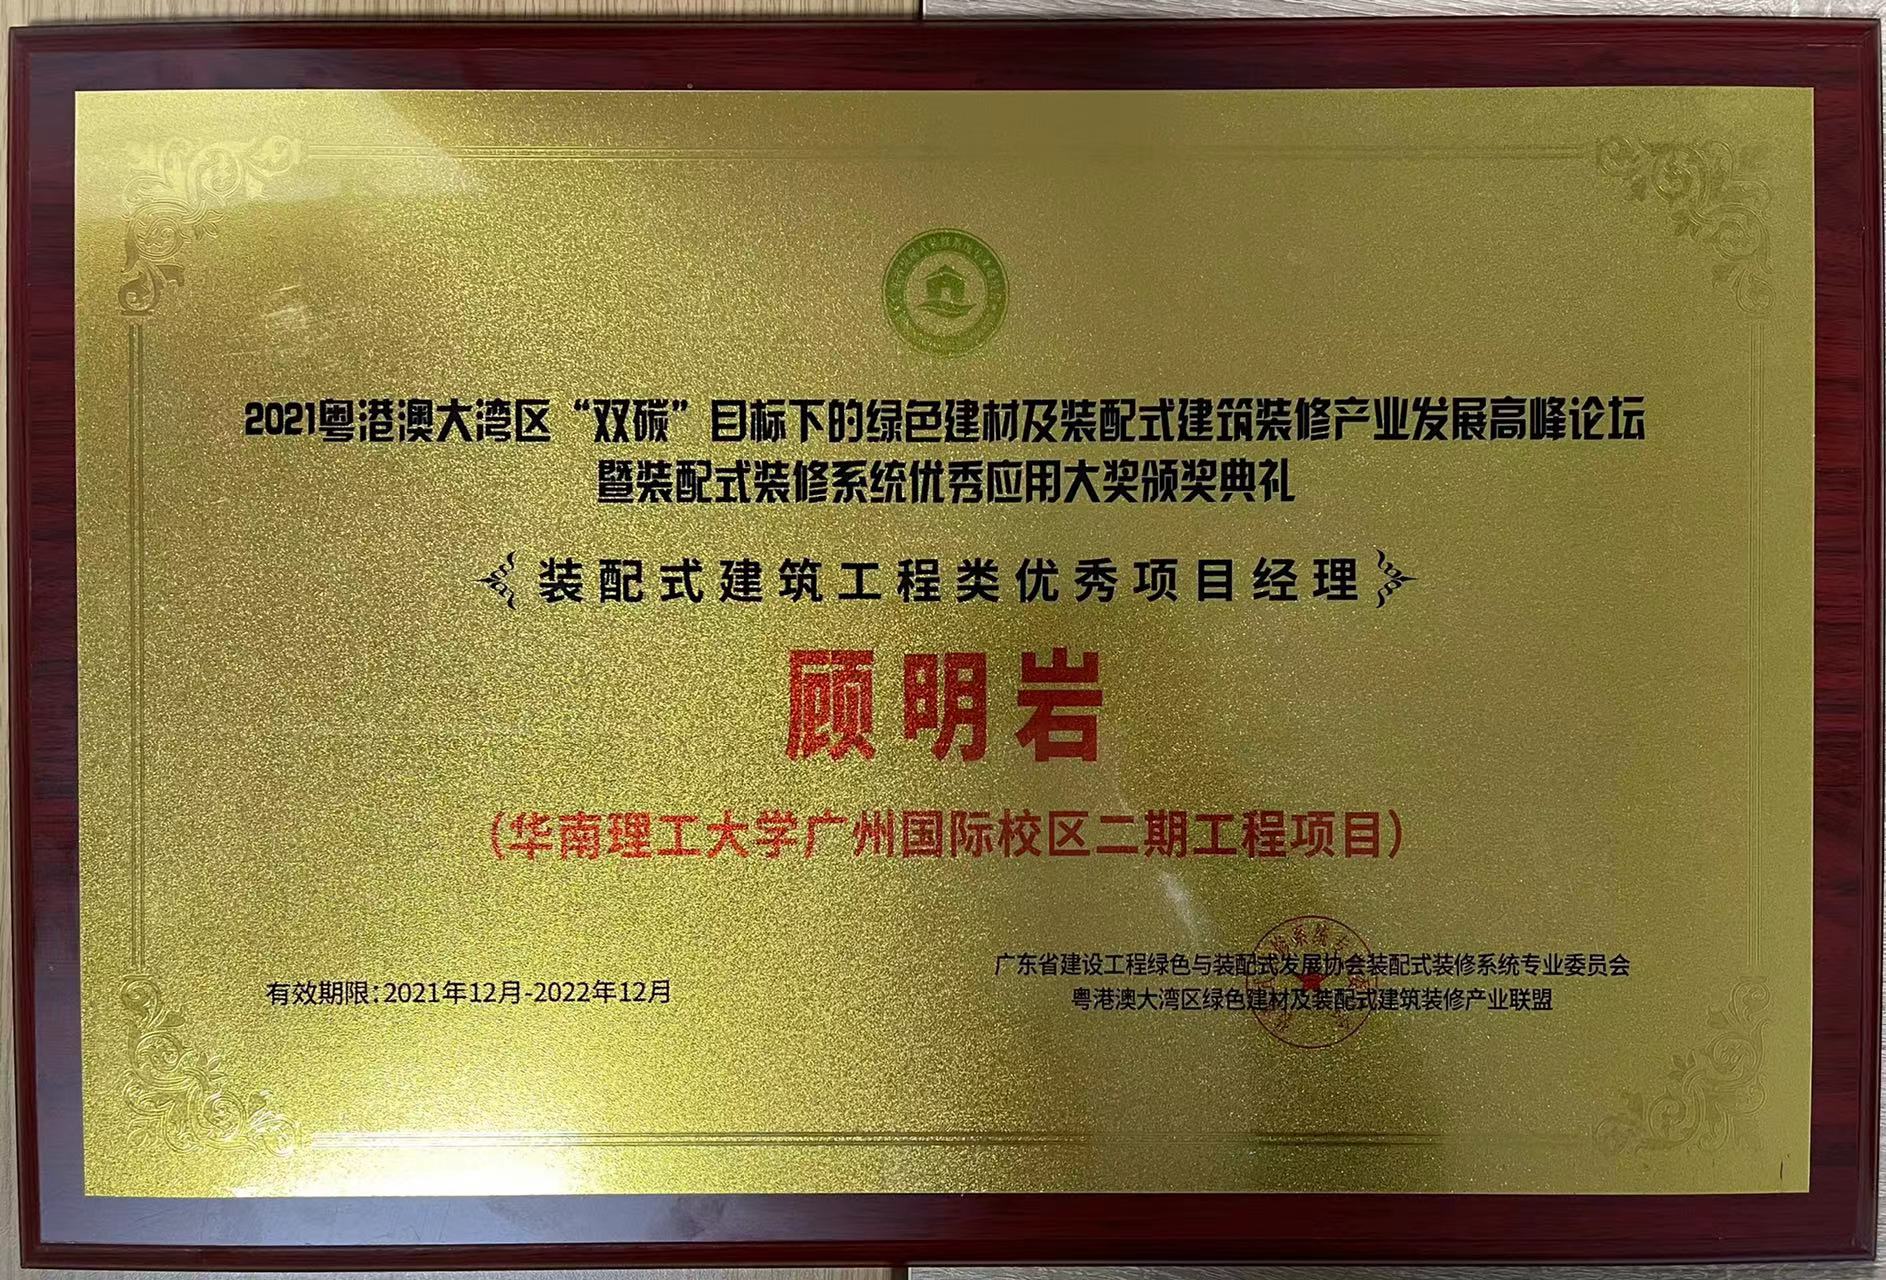 2021粤港澳大湾区“双碳”目标下的绿色建材及装配式建筑装修产业发展高峰论坛
暨装配式装修系统优秀应用大奖颁奖典礼
装配式建筑工程类优秀项目经理
顾明岩
(华南理工大学广州国际校区二期工程项目)
广东省建设工程绿色与装配式发展协会装配式装修系统专业委员会
有效期限:2021年12月-2022年12月
粤港澳大湾区绿色建材及装配式建筑装修产业联盟